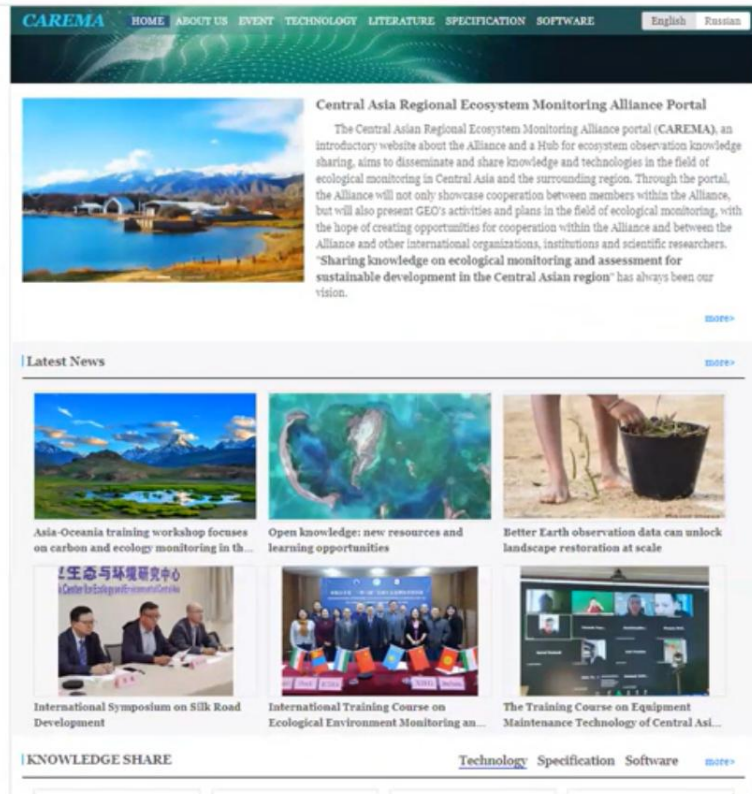 CAREMA
HOME ABOUT US EVENT TECHNOLOGY LITERATURE SPECIFICATION SOFTWARE
English Russian
Central Asia Regional Ecosystem Monitoring Alliance Portal
The Central Asian Regional Ecosystem Monitoring Alliance portal (CAREMA), an
introductory website about the Alliance and a Hub for ecosystem observation knowledge
sharing, aims to disseminate and share knowledge and technologies in the field of
ecological monitoring in Central Asia and the surrounding region. Through the portal,
the Alliance will not only showcase cooperation between members within the Alliance,
but will also present GEO's activities and plans in the field of ecological monitoring, with
the hope of creating opportunities for cooperation within the Alliance and between the
Alliance and other international organizations, institutions and scientific researchers.
"Sharing knowledge on ecological monitoring and assessment for
sustainable development in the Central Asian region" has always been our
vision.
more>
Latest News
more>
Asia-Oceania training workshop focuses
on carbon and ecology monitoring in th...
Open knowledge: new resources and
learning opportunities
Better Earth observation data can unlock
landscape restoration at scale
生态与环境研究中心
International Symposium on Silk Road
Development
International Training Course on
Ecological Environment Monitoring an...
The Training Course on Equipment
Maintenance Technology of Central Asi...
KNOWLEDGE SHARE
Technology Specification Software
more>